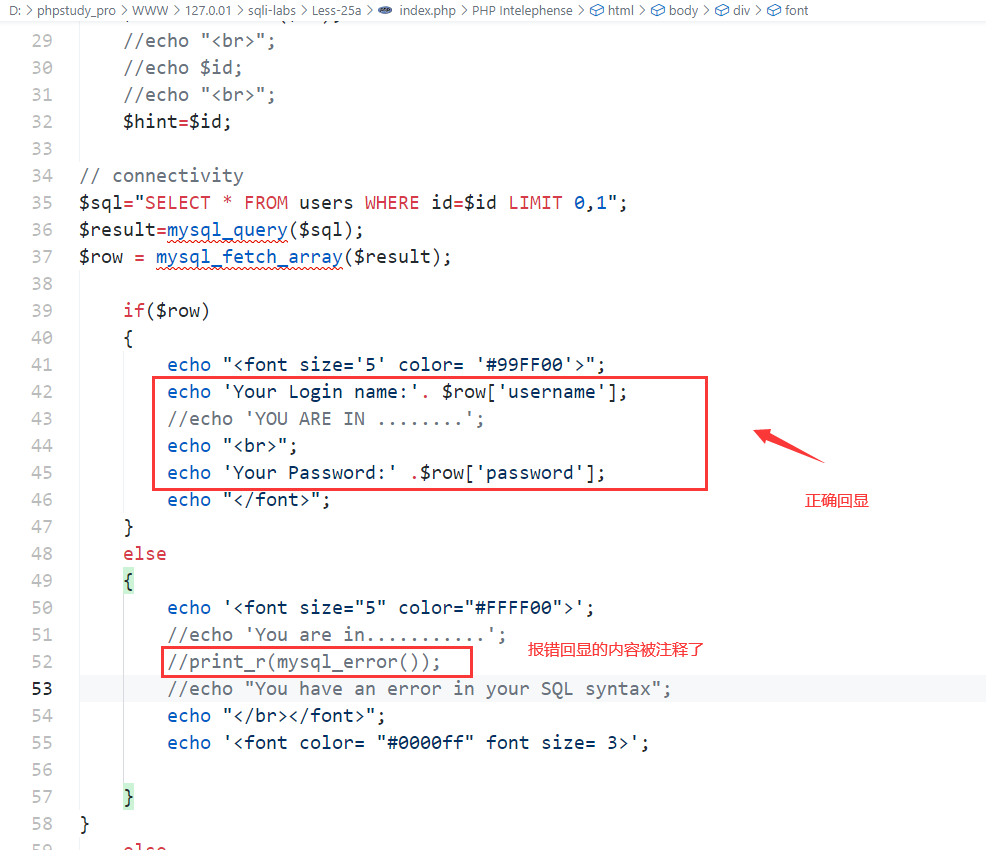 D: > phpstudy_pro > WWW > 127.0.01 > sqli-labs > Less-25a > index.php > PHP Intelephense > html > body > div > font
29 //echo "<br>";
30 //echo $id;
31 //echo "<br>";
32 $hint=$id;
33
34 // connectivity
35 $sql="SELECT * FROM users WHERE id=$id LIMIT 0,1";
36 $result=mysql_query($sql);
37 $row = mysql_fetch_array($result);
38
39 if($row)
40 {
41 echo "<font size='5' color= '#99FF00'>";
42 echo 'Your Login name:'. $row['username'];
43 //echo 'YOU ARE IN ........';
44 echo "<br>";
45 echo 'Your Password:' .$row['password'];
正确回显
46 echo "</font>";
47 }
48 else
49 {
50 echo '<font size="5" color="#FFFF00">';
51 //echo 'You are in...........';
52 //print_r(mysql_error());
报错回显的内容被注释了
53 //echo "You have an error in your SQL syntax";
54 echo "</br></font>";
55 echo '<font color= "#0000ff" font size= 3>';
56
57 }
58 }
59 else